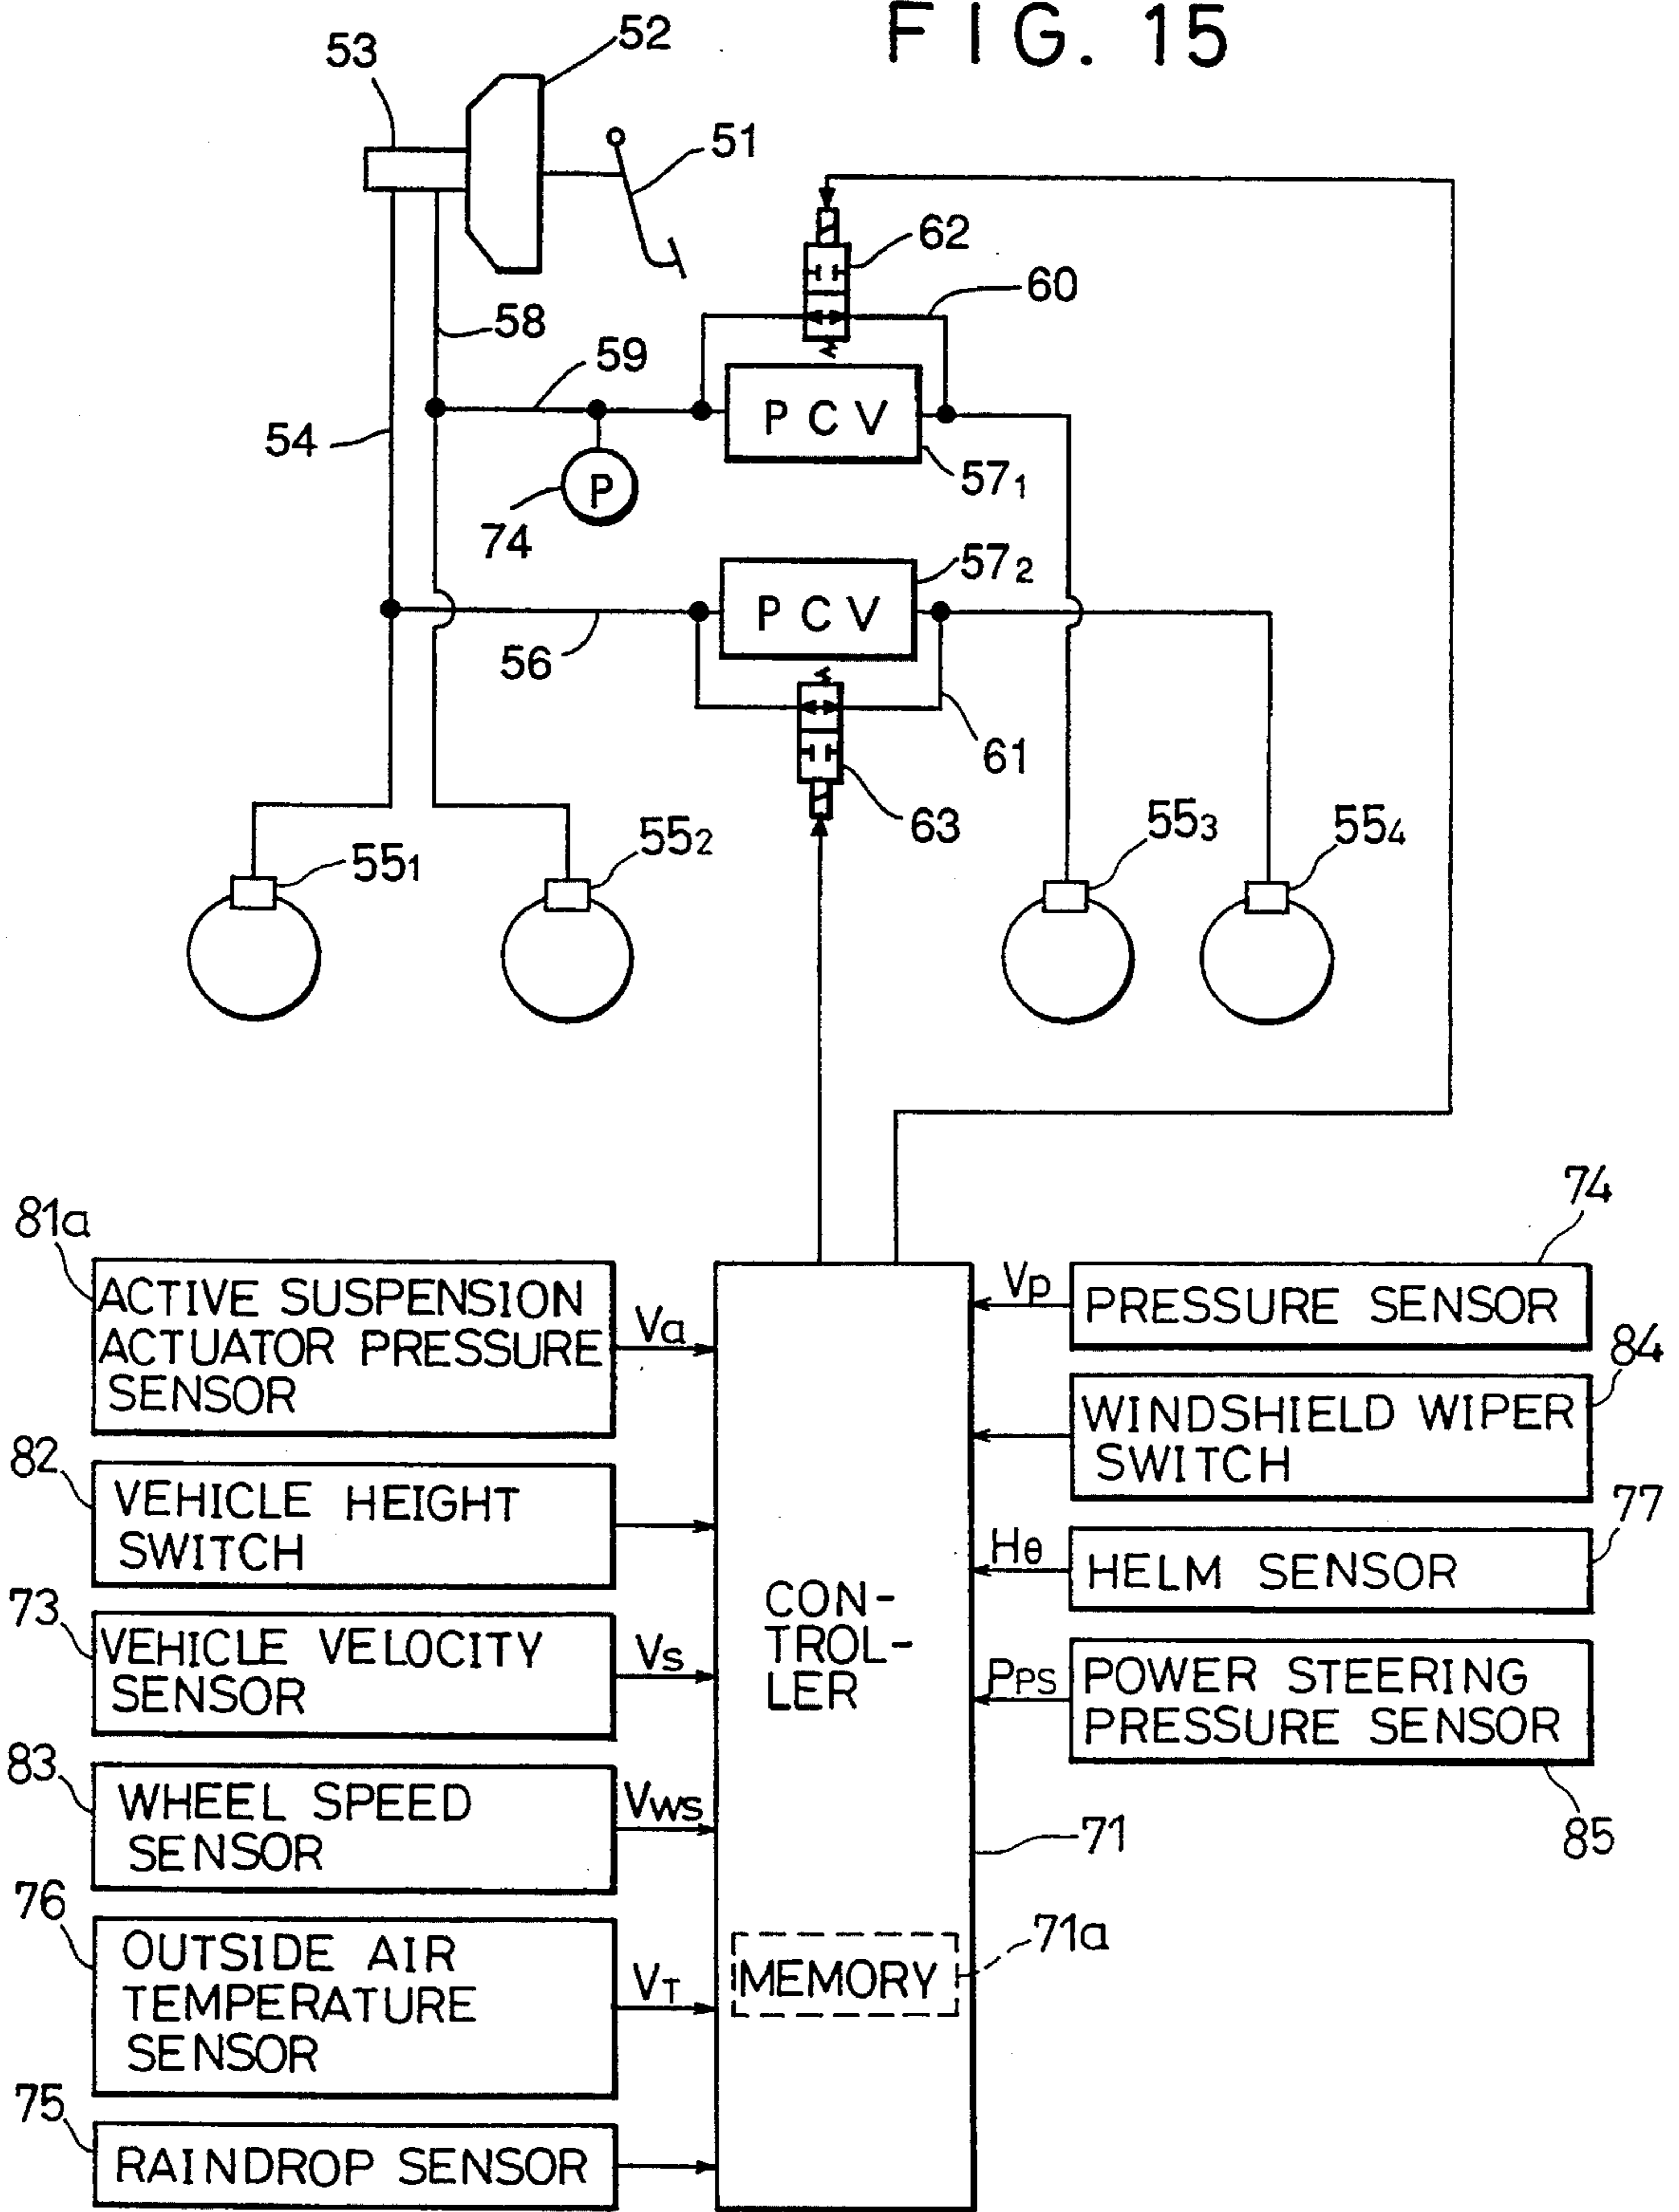 FIG. 15
53
52
51
62
60
58
59
54
PCV
57₁
P
74
57₂
PCV
56
61
63
55₁
55₂
55₃
55₄
81a
ACTIVE SUSPENSION
ACTUATOR PRESSURE
SENSOR
Va
82
VEHICLE HEIGHT
SWITCH
73
VEHICLE VELOCITY
SENSOR
Vs
83
WHEEL SPEED
SENSOR
Vws
76
OUTSIDE AIR
TEMPERATURE
SENSOR
VT
75
RAINDROP SENSOR
CON-
TROL-
LER
MEMORY
71a
71
74
Vp
PRESSURE SENSOR
84
WINDSHIELD WIPER
SWITCH
77
Hθ
HELM SENSOR
PPS
POWER STEERING
PRESSURE SENSOR
85